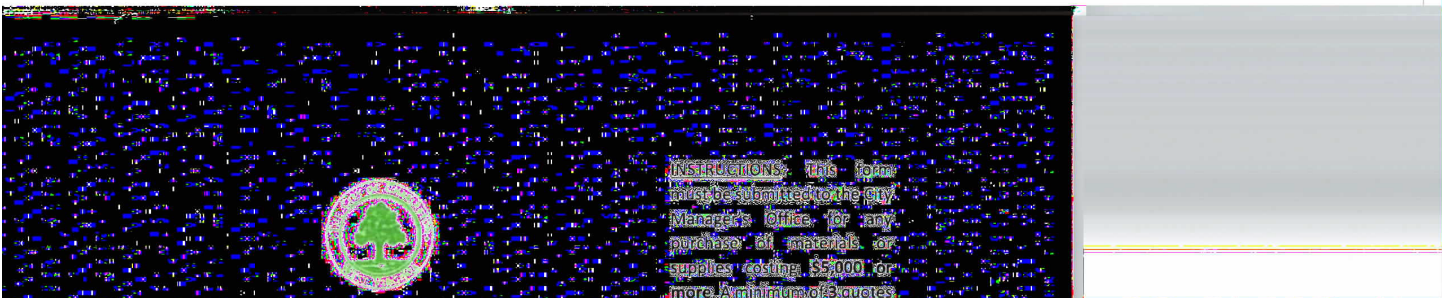 INSTRUCTIONS: This form
must be submitted to the City
Manager's Office for any
purchase of materials or
supplies costing $5,000 or
more. A minimum of 3 quotes